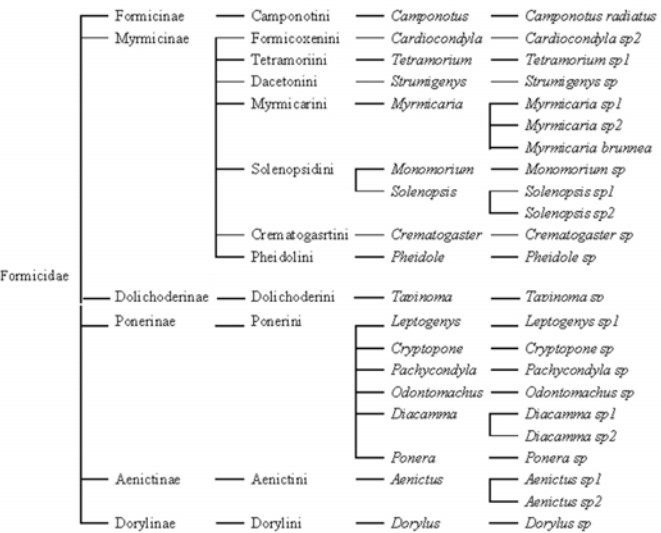 Formicinae Camponotini Camponotus Camponotus radiatus
Myrmicinae Formicoxenini Cardiocondyla Cardiocondyla sp2
Tetramoriini Tetramorium Tetramorium sp1
Dacetonini Strumigenys Strumigenys sp
Myrmicarini Myrmicaria Myrmicaria sp1
Myrmicaria sp2
Myrmicaria brunnea
Solenopsidini Monomorium Monomorium sp
Solenopsis Solenopsis sp1
Solenopsis sp2
Crematogasrtini Crematogaster Crematogaster sp
Pheidolini Pheidole Pheidole sp
Formicidae
Dolichoderinae Dolichoderini Tapinoma Tapinoma sp
Ponerinae Ponerini Leptogenys Leptogenys sp1
Cryptopone Cryptopone sp
Pachycondyla Pachycondyla sp
Odontomachus Odontomachus sp
Diacamma Diacamma sp1
Diacamma sp2
Ponera Ponera sp
Aenictinae Aenictini Aenictus Aenictus sp1
Aenictus sp2
Dorylinae Dorylini Dorylus Dorylus sp